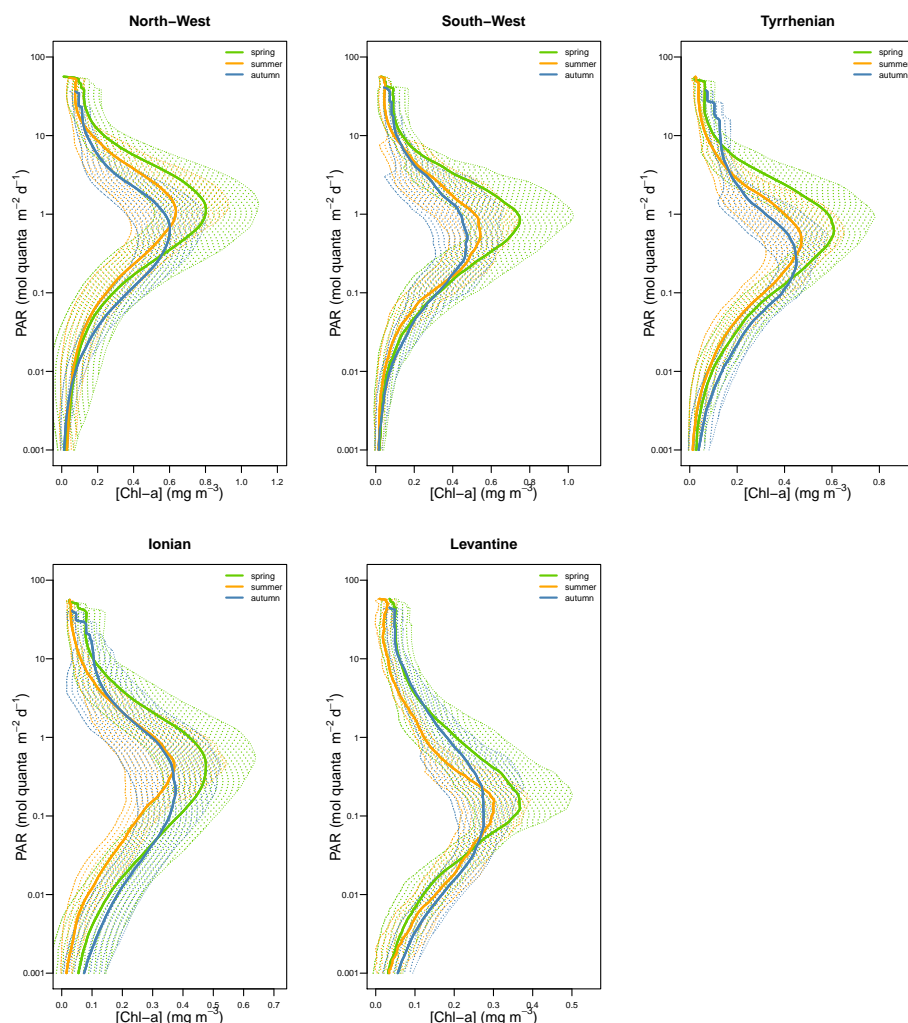 North−West
spring
summer
autumn
100
10
1
0.1
0.01
0.001
PAR (mol quanta m−2 d−1)
0.0 0.2 0.4 0.6 0.8 1.0 1.2
[Chl−a] (mg m−3)
South−West
spring
summer
autumn
100
10
1
0.1
0.01
0.001
PAR (mol quanta m−2 d−1)
0.0 0.2 0.4 0.6 0.8 1.0
[Chl−a] (mg m−3)
Tyrrhenian
spring
summer
autumn
100
10
1
0.1
0.01
0.001
PAR (mol quanta m−2 d−1)
0.0 0.2 0.4 0.6 0.8
[Chl−a] (mg m−3)
Ionian
spring
summer
autumn
100
10
1
0.1
0.01
0.001
PAR (mol quanta m−2 d−1)
0.0 0.1 0.2 0.3 0.4 0.5 0.6 0.7
[Chl−a] (mg m−3)
Levantine
spring
summer
autumn
100
10
1
0.1
0.01
0.001
PAR (mol quanta m−2 d−1)
0.0 0.1 0.2 0.3 0.4 0.5
[Chl−a] (mg m−3)